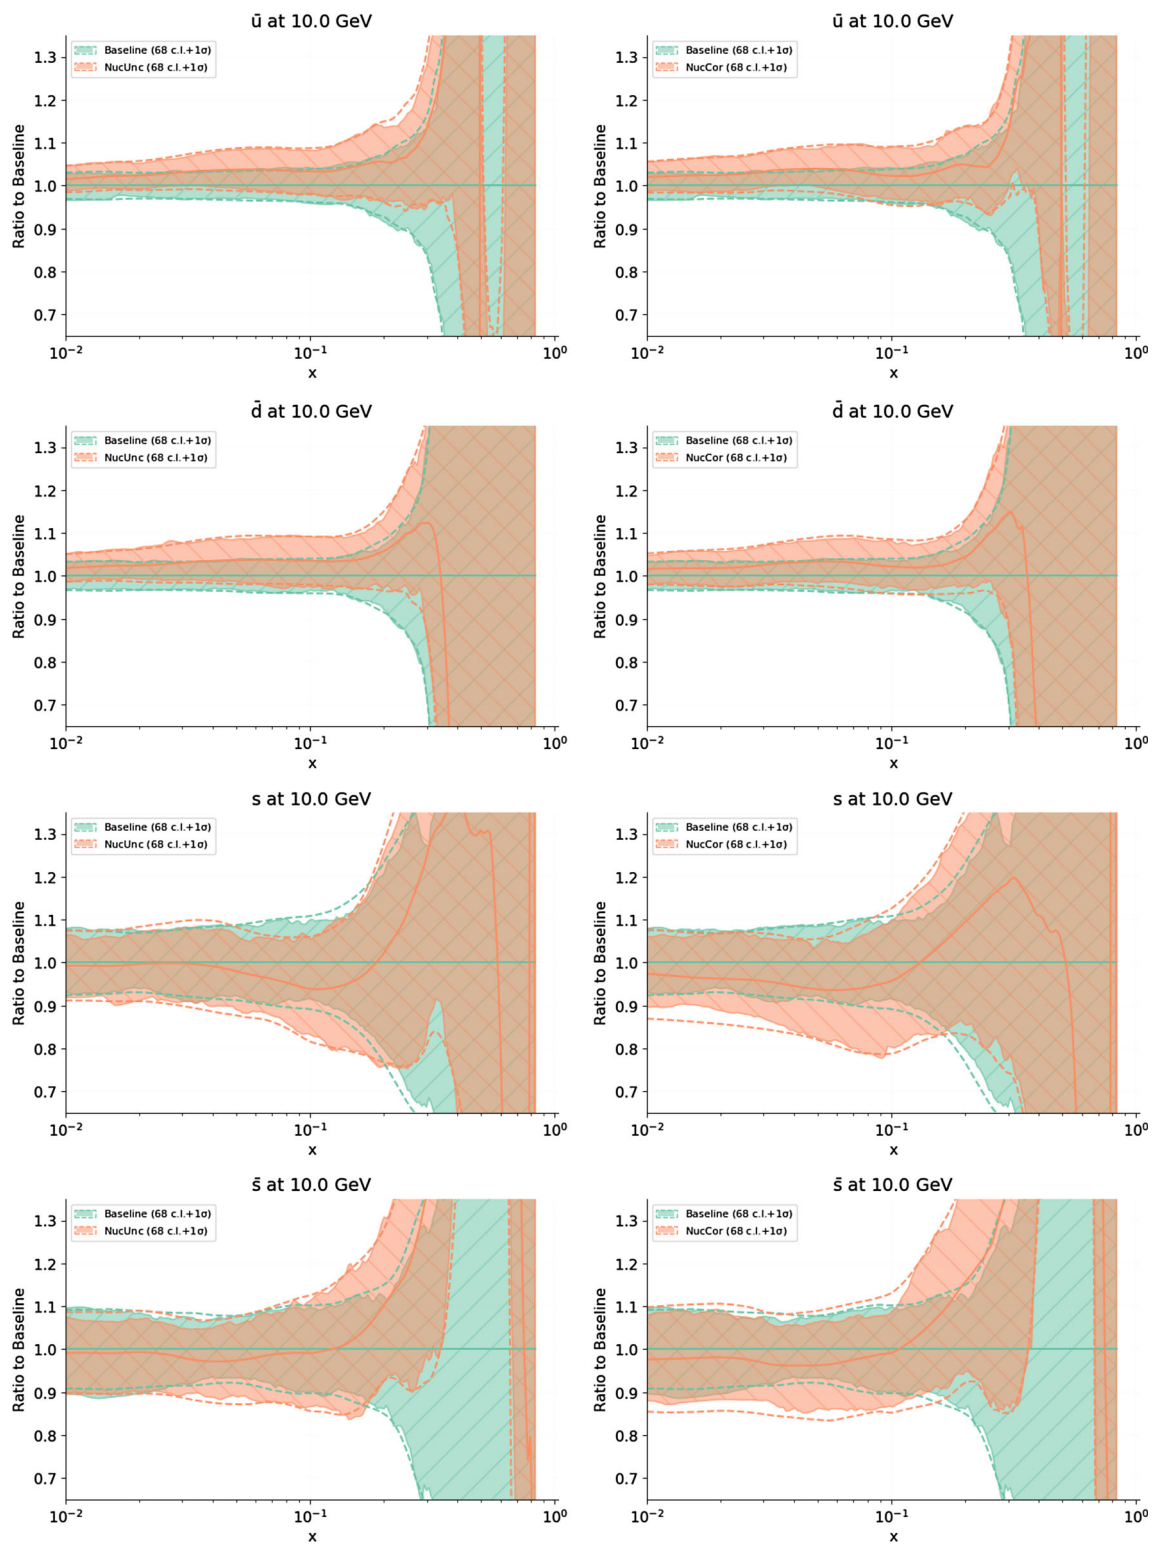 ū at 10.0 GeV
Ratio to Baseline
1.3
1.2
1.1
1.0
0.9
0.8
0.7
Baseline (68 c.l.+1σ)
NucUnc (68 c.l.+1σ)
10⁻² 10⁻¹ 10⁰
x
ū at 10.0 GeV
Ratio to Baseline
1.3
1.2
1.1
1.0
0.9
0.8
0.7
Baseline (68 c.l.+1σ)
NucCor (68 c.l.+1σ)
10⁻² 10⁻¹ 10⁰
x
d̄ at 10.0 GeV
Ratio to Baseline
1.3
1.2
1.1
1.0
0.9
0.8
0.7
Baseline (68 c.l.+1σ)
NucUnc (68 c.l.+1σ)
10⁻² 10⁻¹ 10⁰
x
d̄ at 10.0 GeV
Ratio to Baseline
1.3
1.2
1.1
1.0
0.9
0.8
0.7
Baseline (68 c.l.+1σ)
NucCor (68 c.l.+1σ)
10⁻² 10⁻¹ 10⁰
x
s at 10.0 GeV
Ratio to Baseline
1.3
1.2
1.1
1.0
0.9
0.8
0.7
Baseline (68 c.l.+1σ)
NucUnc (68 c.l.+1σ)
10⁻² 10⁻¹ 10⁰
x
s at 10.0 GeV
Ratio to Baseline
1.3
1.2
1.1
1.0
0.9
0.8
0.7
Baseline (68 c.l.+1σ)
NucCor (68 c.l.+1σ)
10⁻² 10⁻¹ 10⁰
x
s̄ at 10.0 GeV
Ratio to Baseline
1.3
1.2
1.1
1.0
0.9
0.8
0.7
Baseline (68 c.l.+1σ)
NucUnc (68 c.l.+1σ)
10⁻² 10⁻¹ 10⁰
x
s̄ at 10.0 GeV
Ratio to Baseline
1.3
1.2
1.1
1.0
0.9
0.8
0.7
Baseline (68 c.l.+1σ)
NucCor (68 c.l.+1σ)
10⁻² 10⁻¹ 10⁰
x